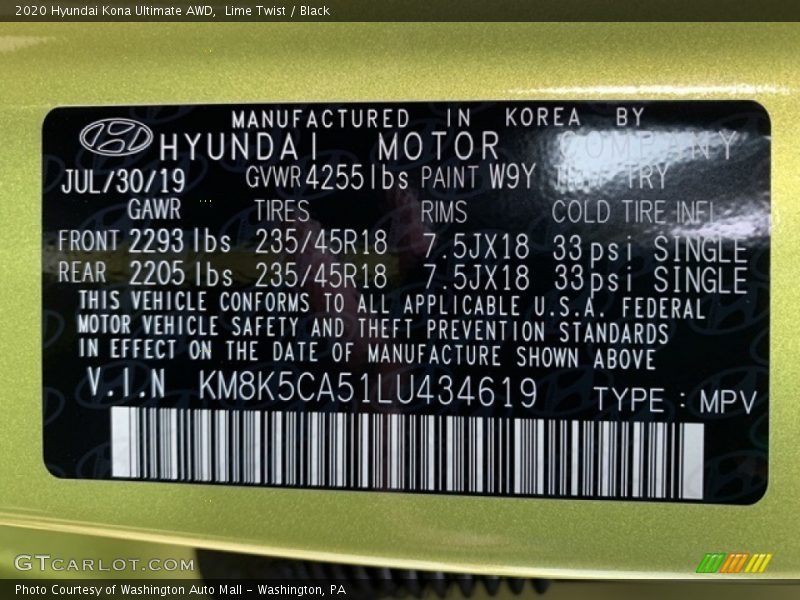 2020 Hyundai Kona Ultimate AWD, Lime Twist / Black
MANUFACTURED IN KOREA BY
HYUNDAI MOTOR COMPANY
JUL/30/19 GVWR 4255 lbs PAINT W9Y TRY
GAWR TIRES RIMS COLD TIRE INFL
FRONT 2293 lbs 235/45R18 7.5JX18 33psi SINGLE
REAR 2205 lbs 235/45R18 7.5JX18 33psi SINGLE
THIS VEHICLE CONFORMS TO ALL APPLICABLE U.S.A. FEDERAL
MOTOR VEHICLE SAFETY AND THEFT PREVENTION STANDARDS
IN EFFECT ON THE DATE OF MANUFACTURE SHOWN ABOVE
V.I.N KM8K5CA51LU434619 TYPE : MPV
GTCARLOT.COM
Photo Courtesy of Washington Auto Mall - Washington, PA